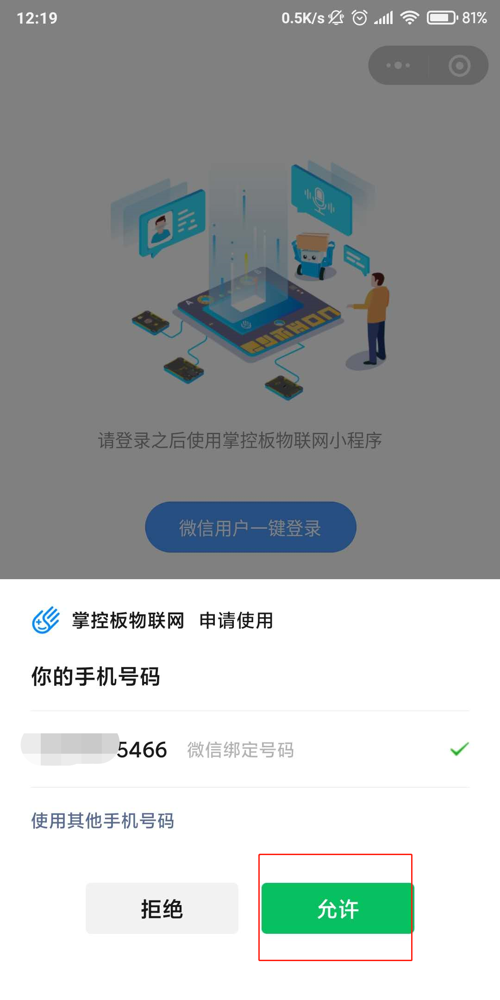 12:19
0.5K/s
81%
A
B
PYTHON
请登录之后使用掌控板物联网小程序
微信用户一键登录
掌控板物联网 申请使用
你的手机号码
5466 微信绑定号码
使用其他手机号码
拒绝 允许